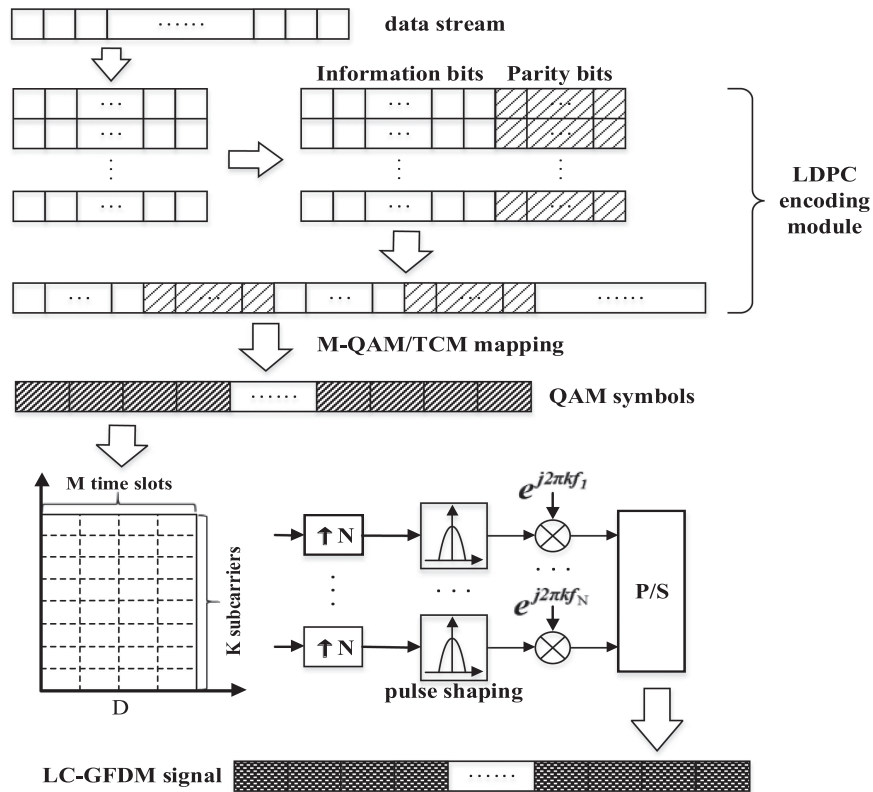 data stream
Information bits Parity bits
LDPC
encoding
module
M-QAM/TCM mapping
QAM symbols
M time slots
K subcarriers
D
↑ N
↑ N
pulse shaping
e^{j2πkf_1}
e^{j2πkf_N}
P/S
LC-GFDM signal